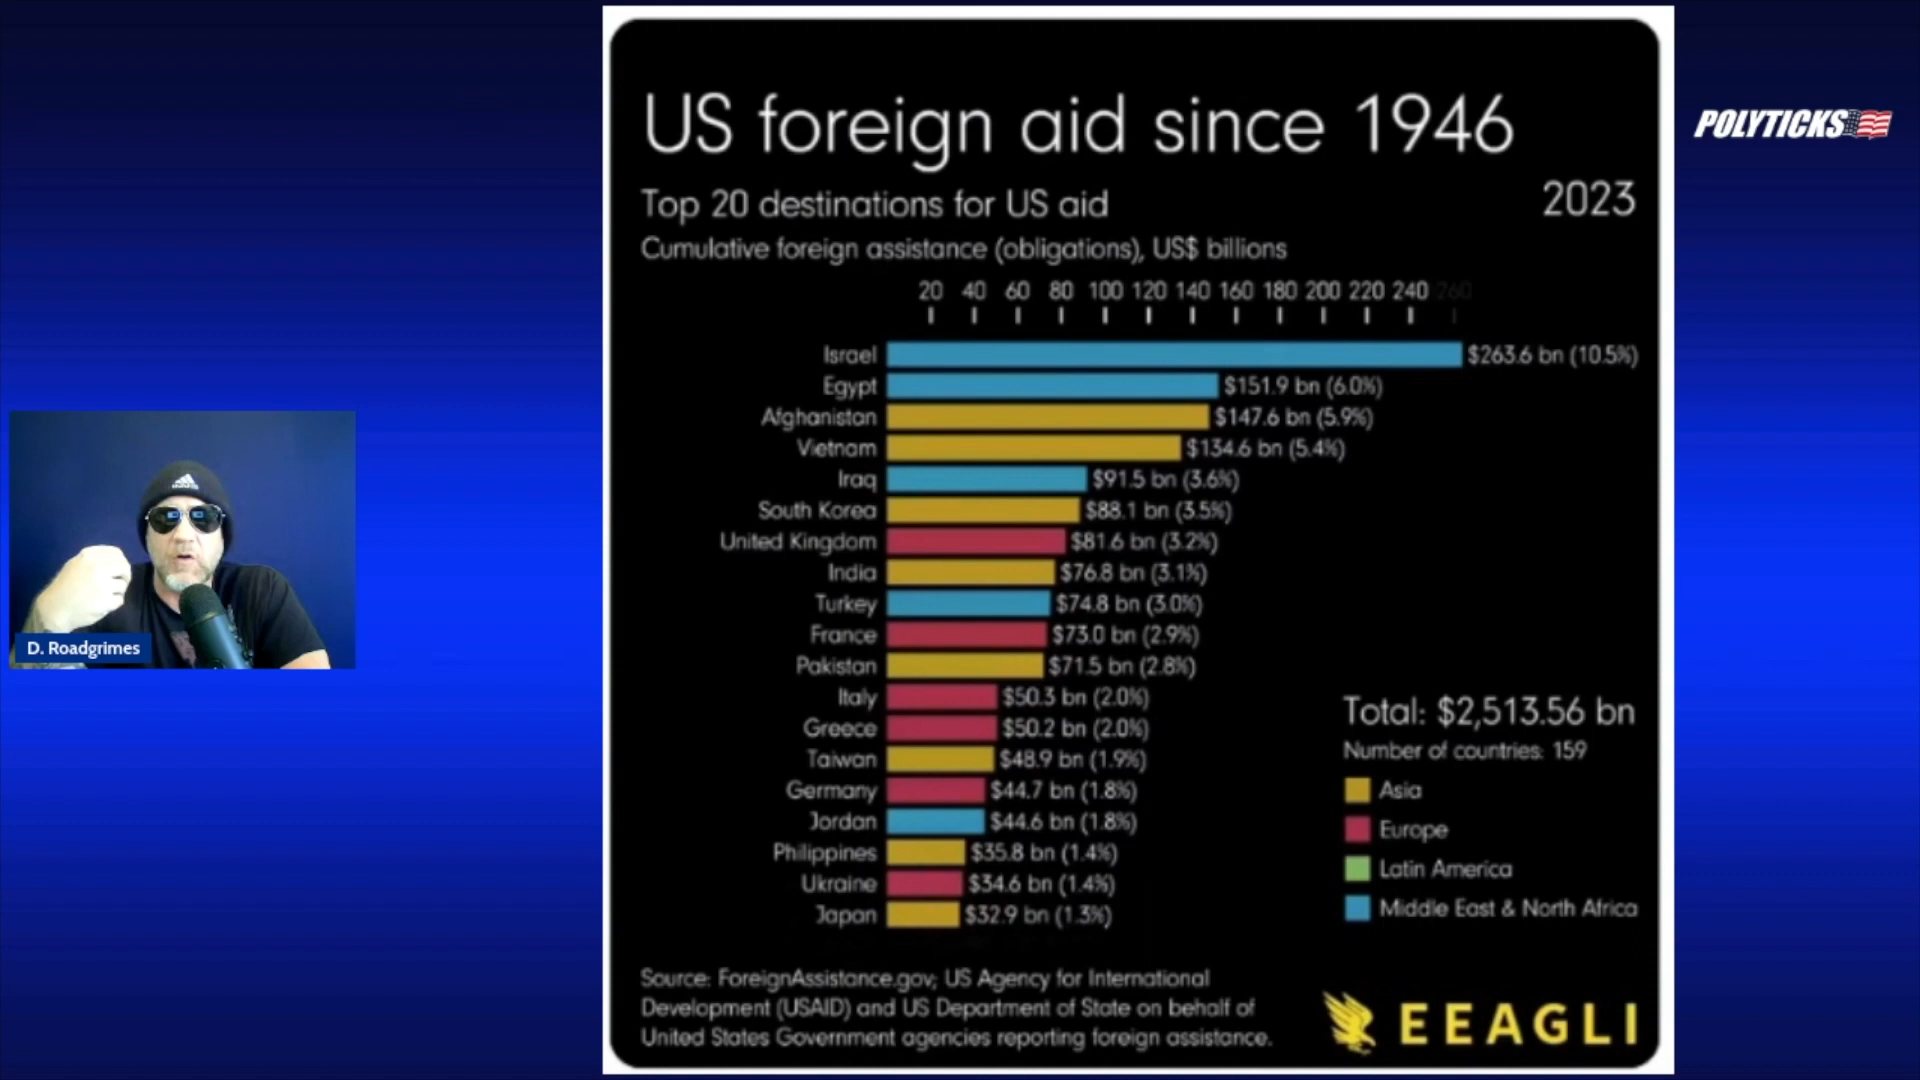 US foreign aid since 1946
Top 20 destinations for US aid
2023
Cumulative foreign assistance (obligations), US$ billions
20 40 60 80 100 120 140 160 180 200 220 240 260
Israel $263.6 bn (10.5%)
Egypt $151.9 bn (6.0%)
Afghanistan $147.6 bn (5.9%)
Vietnam $134.6 bn (5.4%)
Iraq $91.5 bn (3.6%)
South Korea $88.1 bn (3.5%)
United Kingdom $81.6 bn (3.2%)
India $76.8 bn (3.1%)
Turkey $74.8 bn (3.0%)
France $73.0 bn (2.9%)
Pakistan $71.5 bn (2.8%)
Italy $50.3 bn (2.0%)
Greece $50.2 bn (2.0%)
Taiwan $48.9 bn (1.9%)
Germany $44.7 bn (1.8%)
Jordan $44.6 bn (1.8%)
Philippines $35.8 bn (1.4%)
Ukraine $34.6 bn (1.4%)
Japan $32.9 bn (1.3%)
Total: $2,513.56 bn
Number of countries: 159
Asia
Europe
Latin America
Middle East & North Africa
Source: ForeignAssistance.gov; US Agency for International
Development (USAID) and US Department of State on behalf of
United States Government agencies reporting foreign assistance.
EEAGLI
POLYTICKS
adidas
D. Roadgrimes